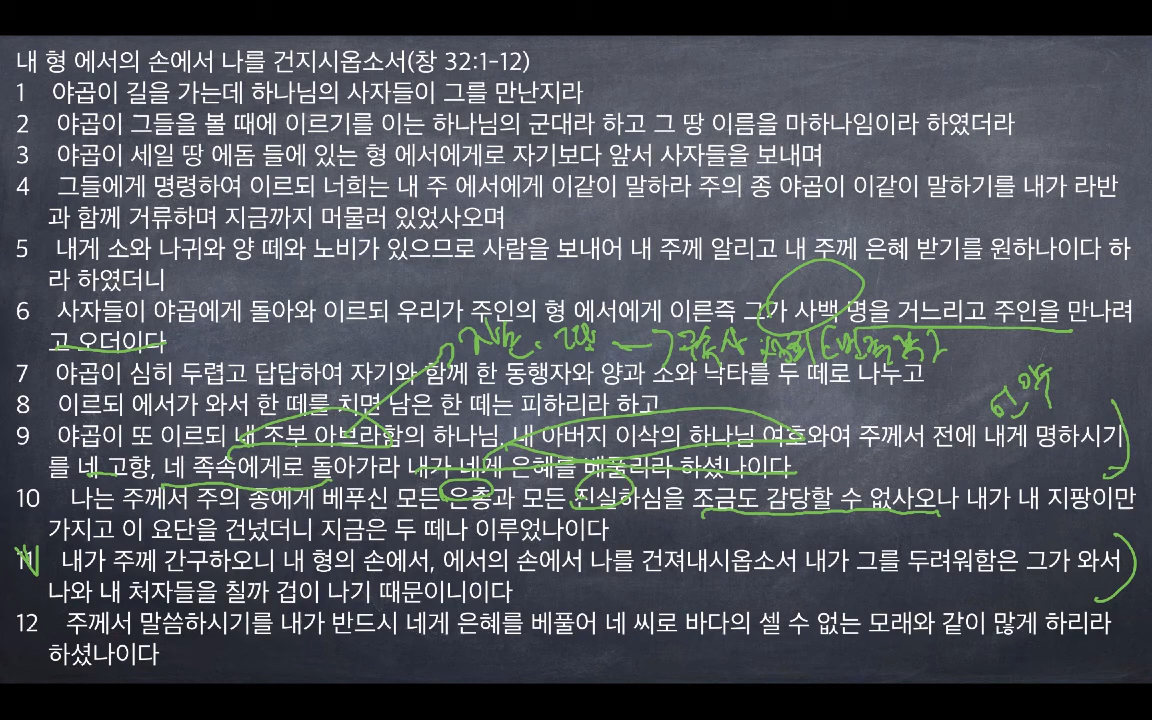 내 형 에서의 손에서 나를 건지시옵소서(창 32:1-12)
1 야곱이 길을 가는데 하나님의 사자들이 그를 만난지라
2 야곱이 그들을 볼 때에 이르기를 이는 하나님의 군대라 하고 그 땅 이름을 마하나임이라 하였더라
3 야곱이 세일 땅 에돔 들에 있는 형 에서에게로 자기보다 앞서 사자들을 보내며
4 그들에게 명령하여 이르되 너희는 내 주 에서에게 이같이 말하라 주의 종 야곱이 이같이 말하기를 내가 라반
과 함께 거류하며 지금까지 머물러 있었사오며
5 내게 소와 나귀와 양 떼와 노비가 있으므로 사람을 보내어 내 주께 알리고 내 주께 은혜 받기를 원하나이다 하
라 하였더니
6 사자들이 야곱에게 돌아와 이르되 우리가 주인의 형 에서에게 이른즉 그가 사백 명을 거느리고 주인을 만나려
고 오더이다
7 야곱이 심히 두렵고 답답하여 자기와 함께 한 동행자와 양과 소와 낙타를 두 떼로 나누고
8 이르되 에서가 와서 한 떼를 치면 남은 한 떼는 피하리라 하고
언약
9 야곱이 또 이르되 내 조부 아브라함의 하나님, 내 아버지 이삭의 하나님 여호와여 주께서 전에 내게 명하시기
를 네 고향, 네 족속에게로 돌아가라 내가 네게 은혜를 베풀리라 하셨나이다
10 나는 주께서 주의 종에게 베푸신 모든 은총과 모든 진실하심을 조금도 감당할 수 없사오나 내가 내 지팡이만
가지고 이 요단을 건넜더니 지금은 두 떼나 이루었나이다
11 내가 주께 간구하오니 내 형의 손에서, 에서의 손에서 나를 건져내시옵소서 내가 그를 두려워함은 그가 와서
나와 내 처자들을 칠까 겁이 나기 때문이니이다
12 주께서 말씀하시기를 내가 반드시 네게 은혜를 베풀어 네 씨로 바다의 셀 수 없는 모래와 같이 많게 하리라
하셨나이다